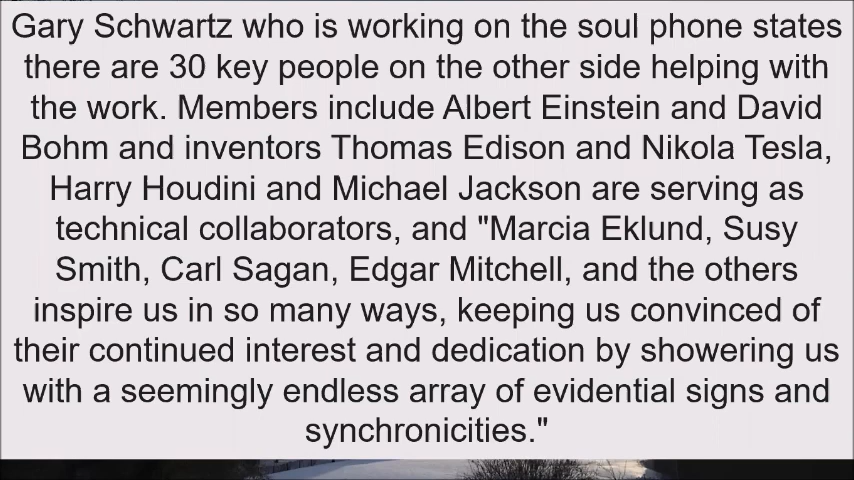 Gary Schwartz who is working on the soul phone states
there are 30 key people on the other side helping with
the work. Members include Albert Einstein and David
Bohm and inventors Thomas Edison and Nikola Tesla,
Harry Houdini and Michael Jackson are serving as
technical collaborators, and "Marcia Eklund, Susy
Smith, Carl Sagan, Edgar Mitchell, and the others
inspire us in so many ways, keeping us convinced of
their continued interest and dedication by showering us
with a seemingly endless array of evidential signs and
synchronicities."